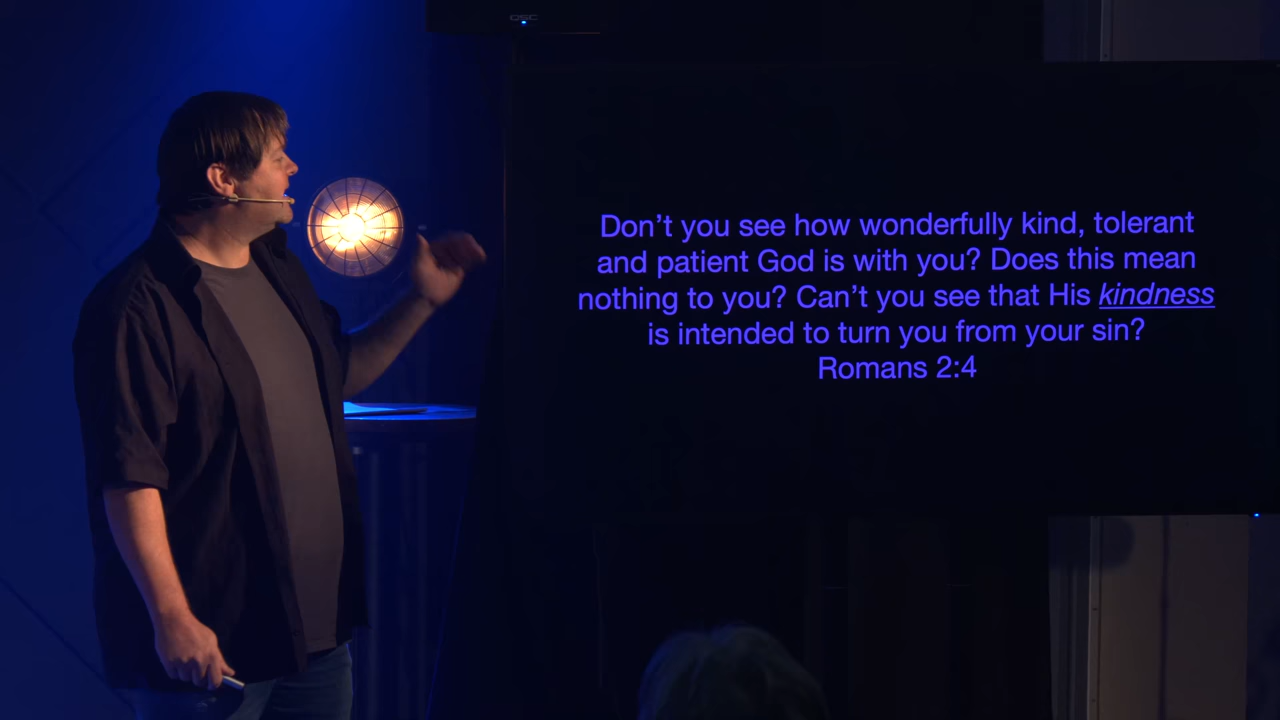 QSC
Don’t you see how wonderfully kind, tolerant
and patient God is with you? Does this mean
nothing to you? Can’t you see that His kindness
is intended to turn you from your sin?
Romans 2:4